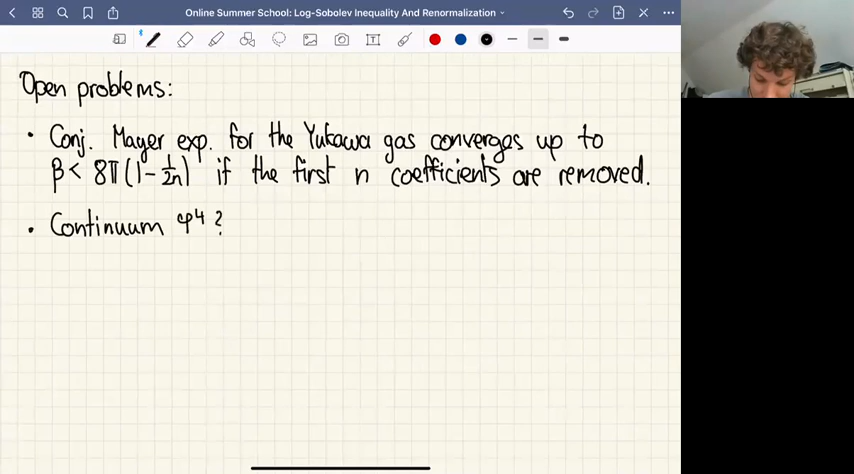 Online Summer School: Log-Sobolev Inequality And Renormalization
Open problems:
• Conj. Mayer exp. for the Yukawa gas converges up to
β < 8π(1 - 1/2n) if the first n coefficients are removed.
• Continuum φ⁴ ?